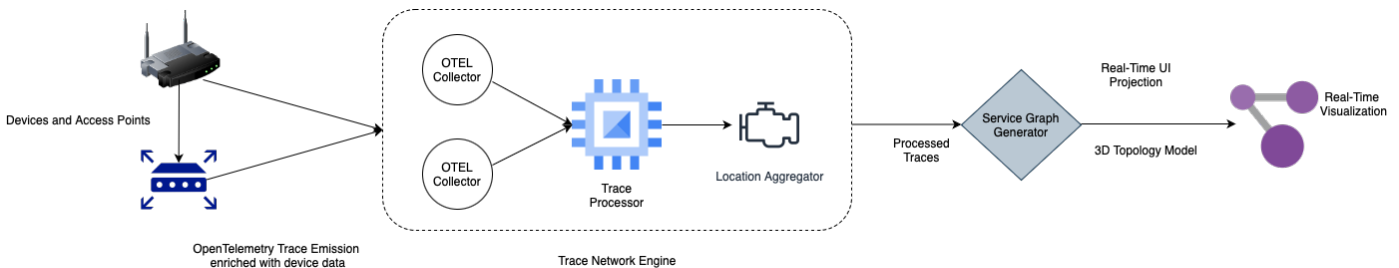 Devices and Access Points
OpenTelemetry Trace Emission
enriched with device data
OTEL
Collector
OTEL
Collector
Trace
Processor
Location Aggregator
Trace Network Engine
Processed
Traces
Service Graph
Generator
Real-Time UI
Projection
3D Topology Model
Real-Time
Visualization